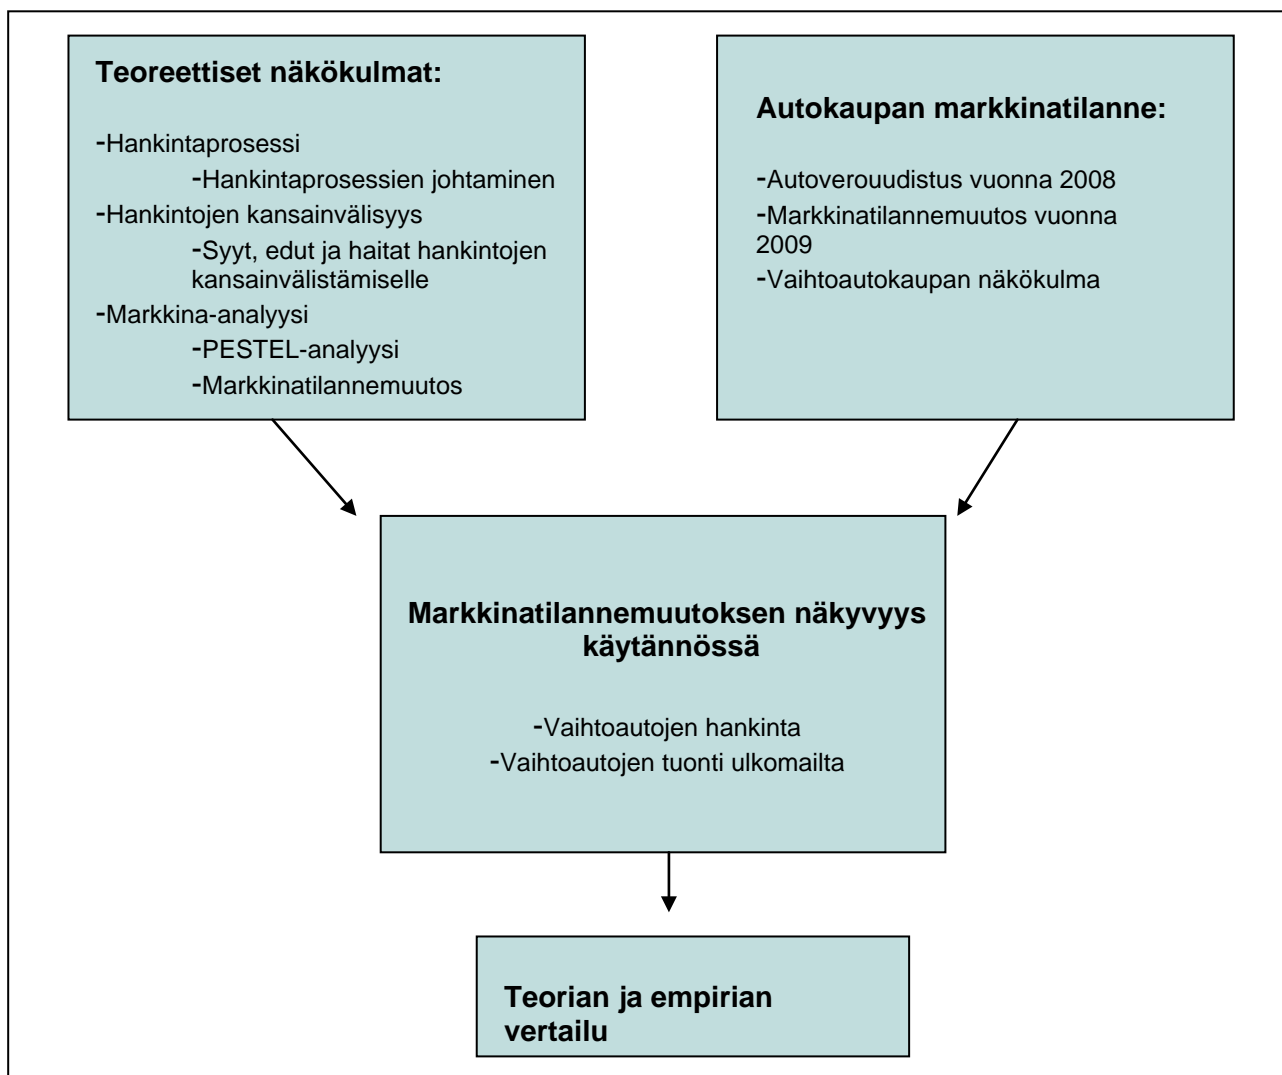 Teoreettiset näkökulmat:
-Hankintaprosessi
-Hankintaprosessien johtaminen
-Hankintojen kansainvälisyys
-Syyt, edut ja haitat hankintojen
kansainvälistämiselle
-Markkina-analyysi
-PESTEL-analyysi
-Markkinatilannemuutos
Autokaupan markkinatilanne:
-Autoverouudistus vuonna 2008
-Markkinatilannemuutos vuonna
2009
-Vaihtoautokaupan näkökulma
Markkinatilannemuutoksen näkyvyys
käytännössä
-Vaihtoautojen hankinta
-Vaihtoautojen tuonti ulkomailta
Teorian ja empirian
vertailu